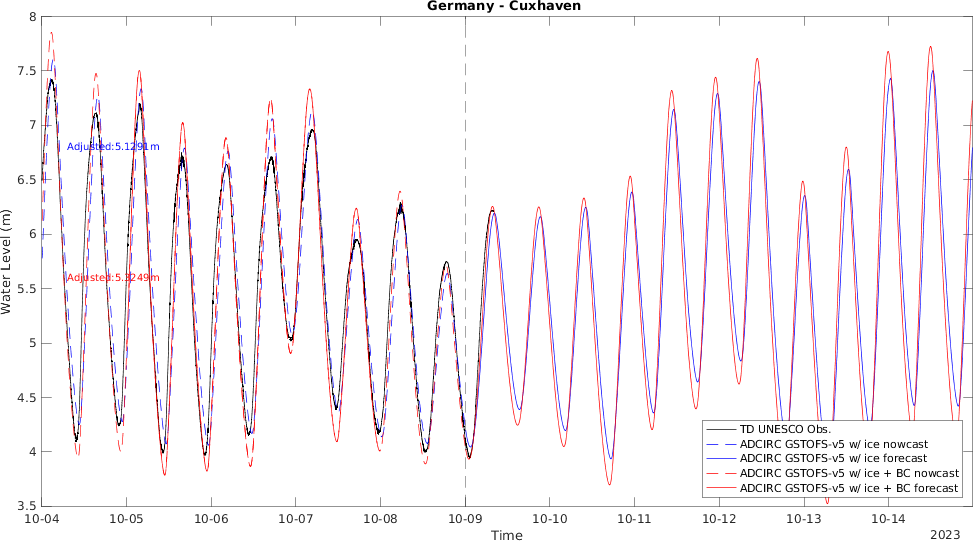 Germany - Cuxhaven
8
7.5
7
6.5
6
5.5
5
4.5
4
3.5
Water Level (m)
Adjusted:5.1291m
Adjusted:5.3249m
TD UNESCO Obs.
ADCIRC GSTOFS-v5 w/ ice nowcast
ADCIRC GSTOFS-v5 w/ ice forecast
ADCIRC GSTOFS-v5 w/ ice + BC nowcast
ADCIRC GSTOFS-v5 w/ ice + BC forecast
10-04 10-05 10-06 10-07 10-08 10-09 10-10 10-11 10-12 10-13 10-14
Time
2023